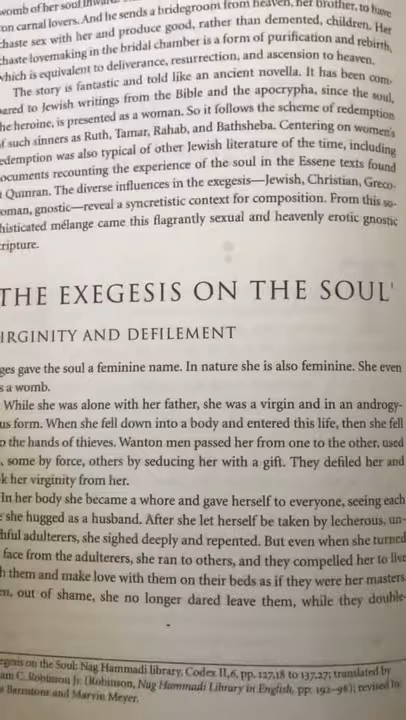 womb of her soul inward.
on carnal lovers. And he sends a bridegroom from heaven, her brother, to have
chaste sex with her and produce good, rather than demented, children. Her
chaste lovemaking in the bridal chamber is a form of purification and rebirth,
which is equivalent to deliverance, resurrection, and ascension to heaven.
The story is fantastic and told like an ancient novella. It has been com-
ared to Jewish writings from the Bible and the apocrypha, since the soul,
he heroine, is presented as a woman. So it follows the scheme of redemption
f such sinners as Ruth, Tamar, Rahab, and Bathsheba. Centering on women's
edemption was also typical of other Jewish literature of the time, including
ocuments recounting the experience of the soul in the Essene texts found
t Qumran. The diverse influences in the exegesis—Jewish, Christian, Greco-
oman, gnostic—reveal a syncretistic context for composition. From this so-
histicated mélange came this flagrantly sexual and heavenly erotic gnostic
cripture.
THE EXEGESIS ON THE SOUL¹
IRGINITY AND DEFILEMENT
ges gave the soul a feminine name. In nature she is also feminine. She even
s a womb.
While she was alone with her father, she was a virgin and in an androgy-
us form. When she fell down into a body and entered this life, then she fell
o the hands of thieves. Wanton men passed her from one to the other, used
, some by force, others by seducing her with a gift. They defiled her and
k her virginity from her.
In her body she became a whore and gave herself to everyone, seeing each
e she hugged as a husband. After she let herself be taken by lecherous, un-
hful adulterers, she sighed deeply and repented. But even when she turned
face from the adulterers, she ran to others, and they compelled her to live
h them and make love with them on their beds as if they were her masters.
en, out of shame, she no longer dared leave them, while they double-
egesis on the Soul: Nag Hammadi library, Codex II,6, pp. 127,18 to 137,27; translated by
am C. Robinson Jr. (Robinson, Nag Hammadi Library in English, pp. 192–98); revised by
s Barnstone and Marvin Meyer.